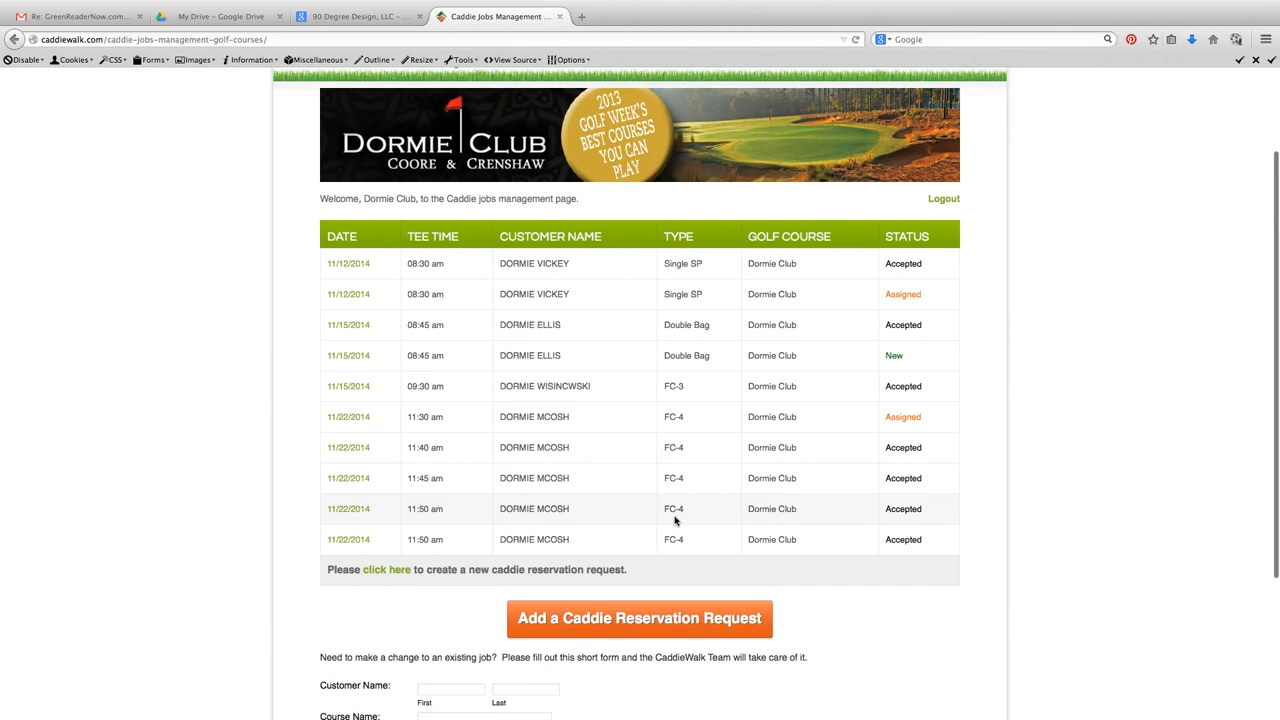 Re: GreenReaderNow.com... × My Drive - Google Drive × 90 Degree Design, LLC - ... × Caddie Jobs Management ... × +
caddiewalk.com/caddie-jobs-management-golf-courses/ Google
Disable Cookies CSS Forms Images Information Miscellaneous Outline Resize Tools View Source Options
DORMIE CLUB
COORE & CRENSHAW
2013
GOLF WEEK'S
BEST COURSES
YOU CAN
PLAY
Welcome, Dormie Club, to the Caddie jobs management page. Logout
DATE TEE TIME CUSTOMER NAME TYPE GOLF COURSE STATUS
11/12/2014 08:30 am DORMIE VICKEY Single SP Dormie Club Accepted
11/12/2014 08:30 am DORMIE VICKEY Single SP Dormie Club Assigned
11/15/2014 08:45 am DORMIE ELLIS Double Bag Dormie Club Accepted
11/15/2014 08:45 am DORMIE ELLIS Double Bag Dormie Club New
11/15/2014 09:30 am DORMIE WISINCWSKI FC-3 Dormie Club Accepted
11/22/2014 11:30 am DORMIE MCOSH FC-4 Dormie Club Assigned
11/22/2014 11:40 am DORMIE MCOSH FC-4 Dormie Club Accepted
11/22/2014 11:45 am DORMIE MCOSH FC-4 Dormie Club Accepted
11/22/2014 11:50 am DORMIE MCOSH FC-4 Dormie Club Accepted
11/22/2014 11:50 am DORMIE MCOSH FC-4 Dormie Club Accepted
Please click here to create a new caddie reservation request.
Add a Caddie Reservation Request
Need to make a change to an existing job? Please fill out this short form and the CaddieWalk Team will take care of it.
Customer Name:
First Last
Course Name: